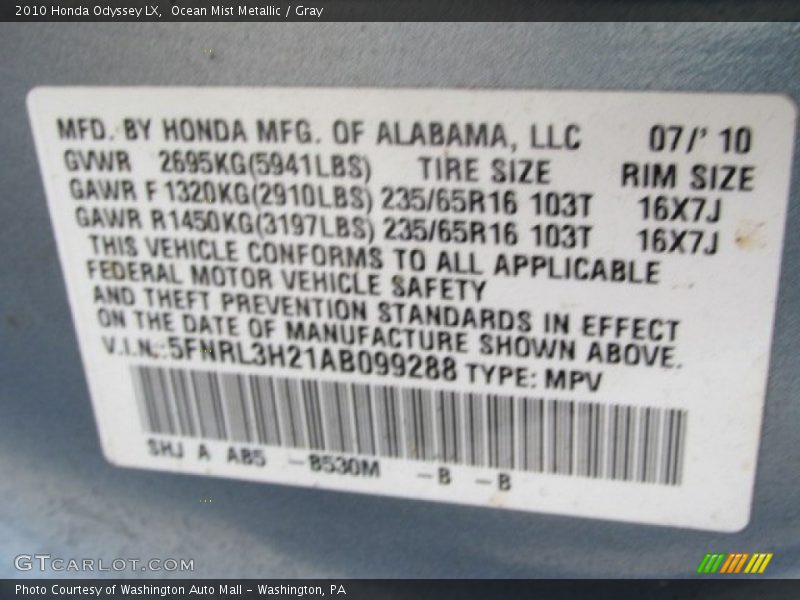 2010 Honda Odyssey LX, Ocean Mist Metallic / Gray
MFD. BY HONDA MFG. OF ALABAMA, LLC 07/' 10
GVWR 2695KG(5941LBS) TIRE SIZE RIM SIZE
GAWR F 1320KG(2910LBS) 235/65R16 103T 16X7J
GAWR R1450KG(3197LBS) 235/65R16 103T 16X7J
THIS VEHICLE CONFORMS TO ALL APPLICABLE
FEDERAL MOTOR VEHICLE SAFETY
AND THEFT PREVENTION STANDARDS IN EFFECT
ON THE DATE OF MANUFACTURE SHOWN ABOVE.
V.I.N.:5FNRL3H21AB099288 TYPE: MPV
SHJ A AB5 -B530M -B -B
GTCARLOT.COM
Photo Courtesy of Washington Auto Mall - Washington, PA